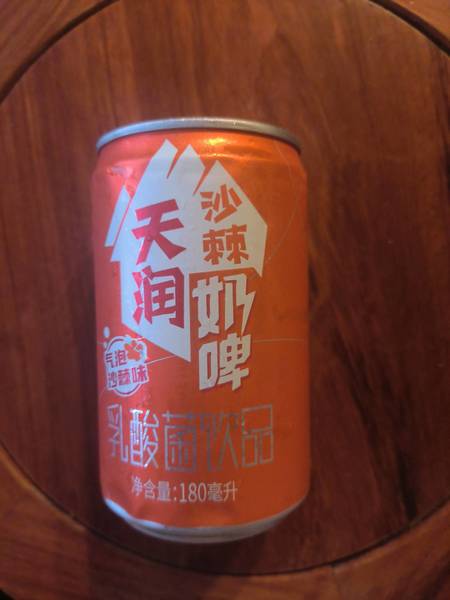 天润
沙棘
奶啤
气泡
沙棘味
乳酸菌饮品
净含量:180毫升